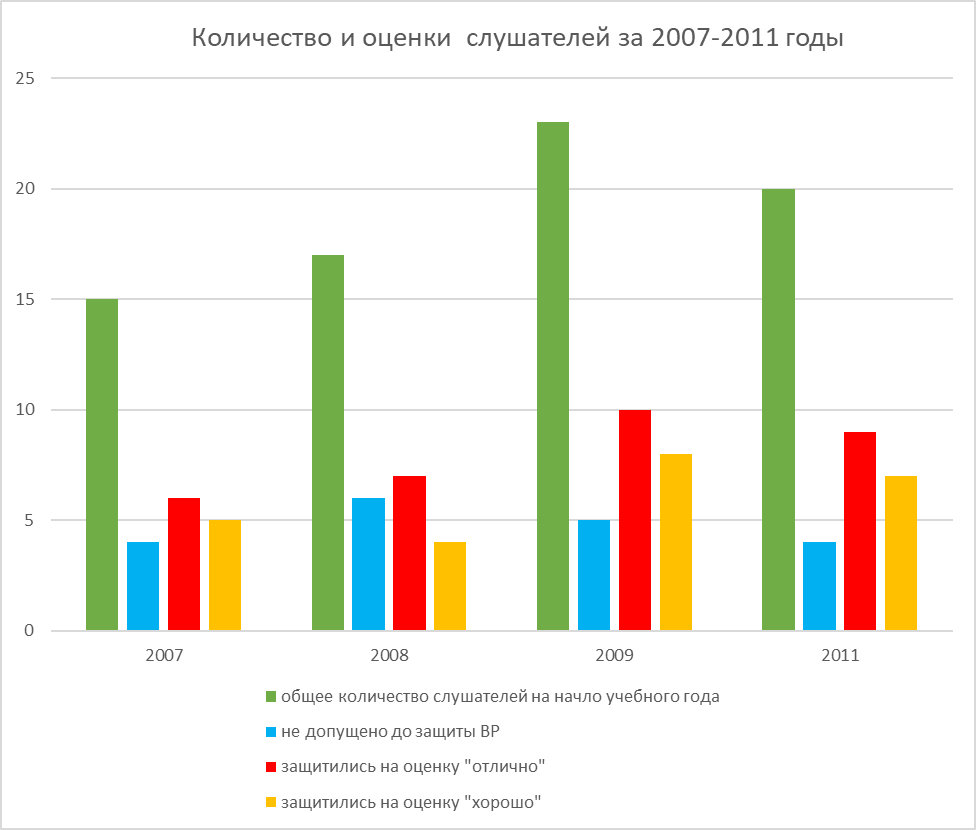 Количество и оценки  слушателей за 2007-2011 годы
25
20
15
10
5
0
2007 2008 2009 2011
общее количество слушателей на начло учебного года
не допущено до защиты ВР
защитились на оценку "отлично"
защитились на оценку "хорошо"